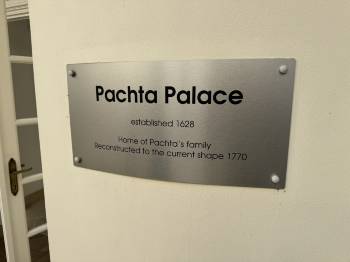 Pachta Palace
established 1628
Home of Pachta's family
Reconstructed to the current shape 1770